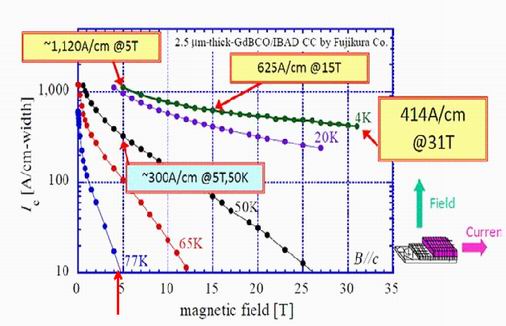 2.5 µm-thick-GdBCO/IBAD CC by Fujikura Co.
~1,120A/cm @5T
625A/cm @15T
414A/cm
@31T
~300A/cm @5T,50K
4K
20K
50K
65K
77K
B//c
Field
Curren
1,000
100
10
Ic [A/cm-width]
0
5
10
15
20
25
30
35
magnetic field [T]